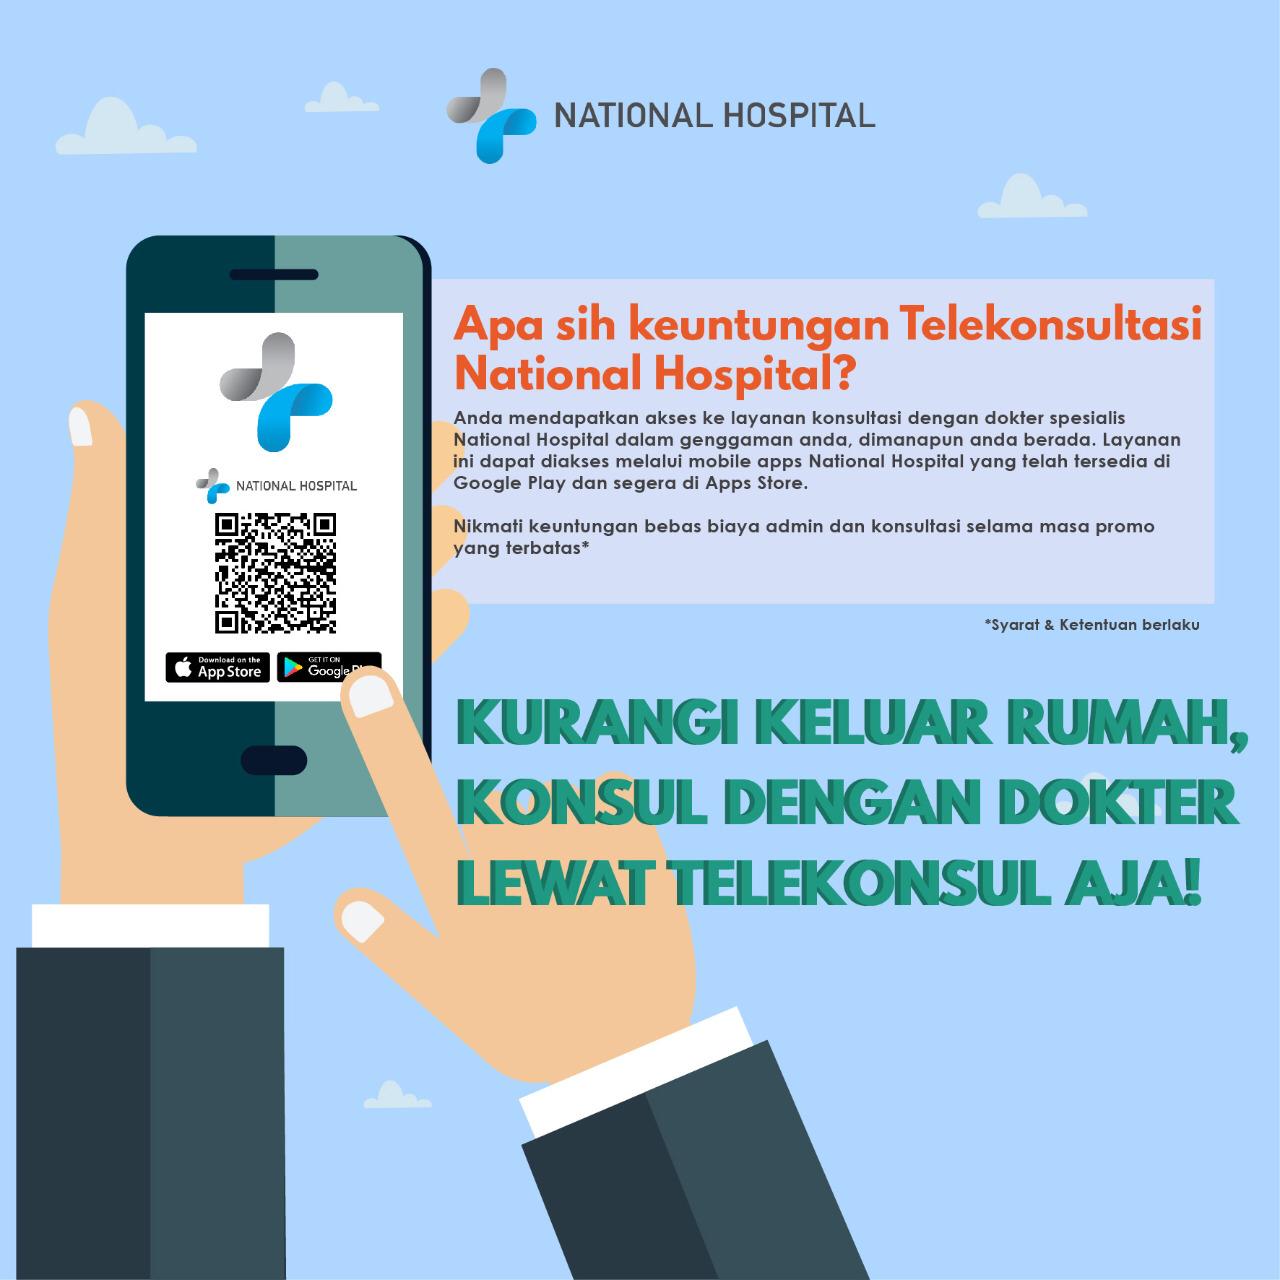 NATIONAL HOSPITAL
Apa sih keuntungan Telekonsultasi
National Hospital?
Anda mendapatkan akses ke layanan konsultasi dengan dokter spesialis
National Hospital dalam genggaman anda, dimanapun anda berada. Layanan
ini dapat diakses melalui mobile apps National Hospital yang telah tersedia di
Google Play dan segera di Apps Store.
Nikmati keuntungan bebas biaya admin dan konsultasi selama masa promo
yang terbatas*
*Syarat & Ketentuan berlaku
NATIONAL HOSPITAL
Download on the
App Store
GET IT ON
Google
KURANGI KELUAR RUMAH,
KONSUL DENGAN DOKTER
LEWAT TELEKONSUL AJA!